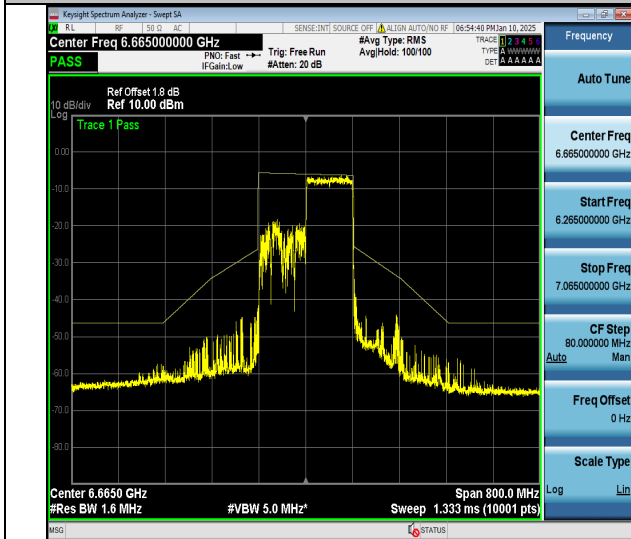 Keysight Spectrum Analyzer - Swept SA
RL RF 50 Ω AC SENSE:INT SOURCE OFF ALIGN AUTO/NO RF 06:54:40 PM Jan 10, 2025
Center Freq 6.665000000 GHz #Avg Type: RMS TRACE 1 2 3 4 5 6
PNO: Fast Trig: Free Run Avg|Hold: 100/100 TYPE A WWWWW
PASS IFGain:Low #Atten: 20 dB DET A A A A A A
Ref Offset 1.8 dB
10 dB/div Ref 10.00 dBm
Log
Trace 1 Pass
0.00
-10.0
-20.0
-30.0
-40.0
-50.0
-60.0
-70.0
-80.0
Center 6.6650 GHz Span 800.0 MHz
#Res BW 1.6 MHz #VBW 5.0 MHz* Sweep 1.333 ms (10001 pts)
MSG STATUS
Frequency
Auto Tune
Center Freq
6.665000000 GHz
Start Freq
6.265000000 GHz
Stop Freq
7.065000000 GHz
CF Step
80.000000 MHz
Auto Man
Freq Offset
0 Hz
Scale Type
Log Lin